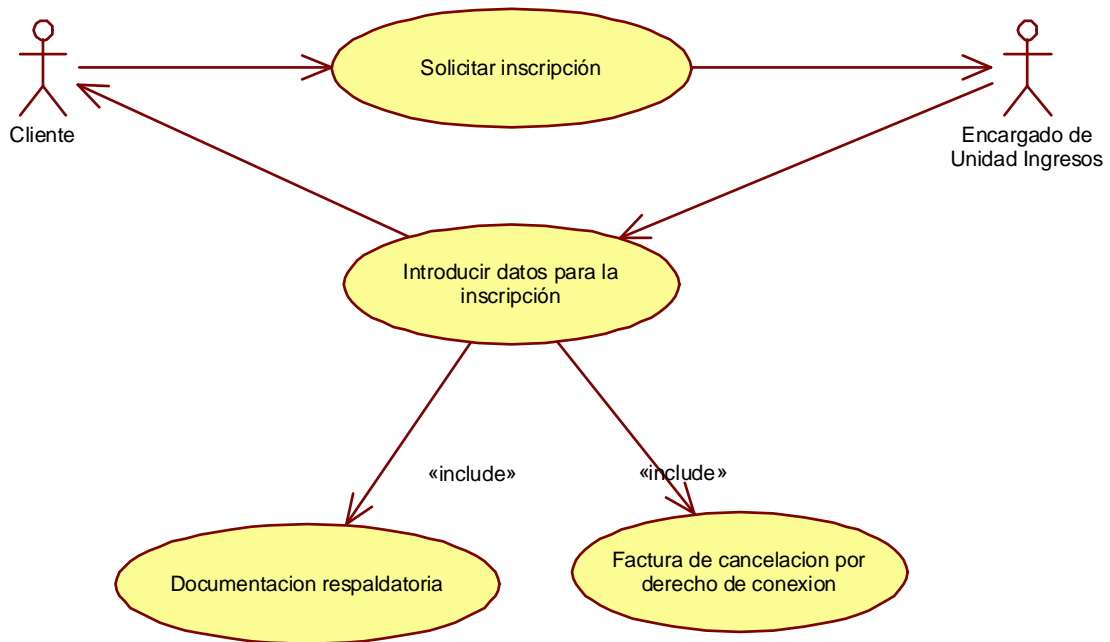 Solicitar inscripción
Cliente
Encargado de
Unidad Ingresos
Introducir datos para la
inscripción
«include»
«include»
Documentacion respaldatoria
Factura de cancelacion por
derecho de conexion